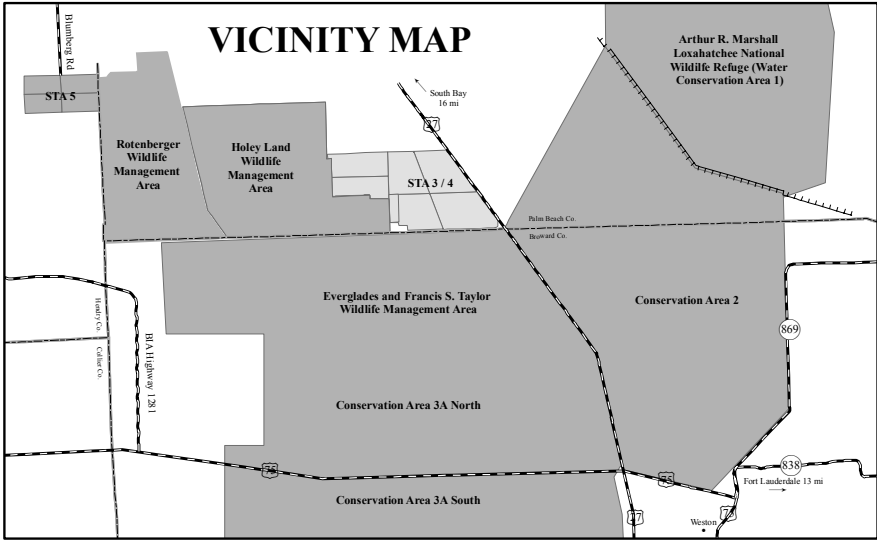 VICINITY MAP
Blumberg Rd
STA 5
Rotenberger
Wildlife
Management
Area
Holey Land
Wildlife
Management
Area
South Bay
16 mi
27
STA 3 / 4
Arthur R. Marshall
Loxahatchee National
Wildilfe Refuge (Water
Conservation Area 1)
Palm Beach Co.
Broward Co.
Everglades and Francis S. Taylor
Wildlife Management Area
Conservation Area 2
869
Hendry Co.
Collier Co.
BIA Highway 1281
Conservation Area 3A North
75
75
838
Fort Lauderdale 13 mi
Conservation Area 3A South
27
Weston
75